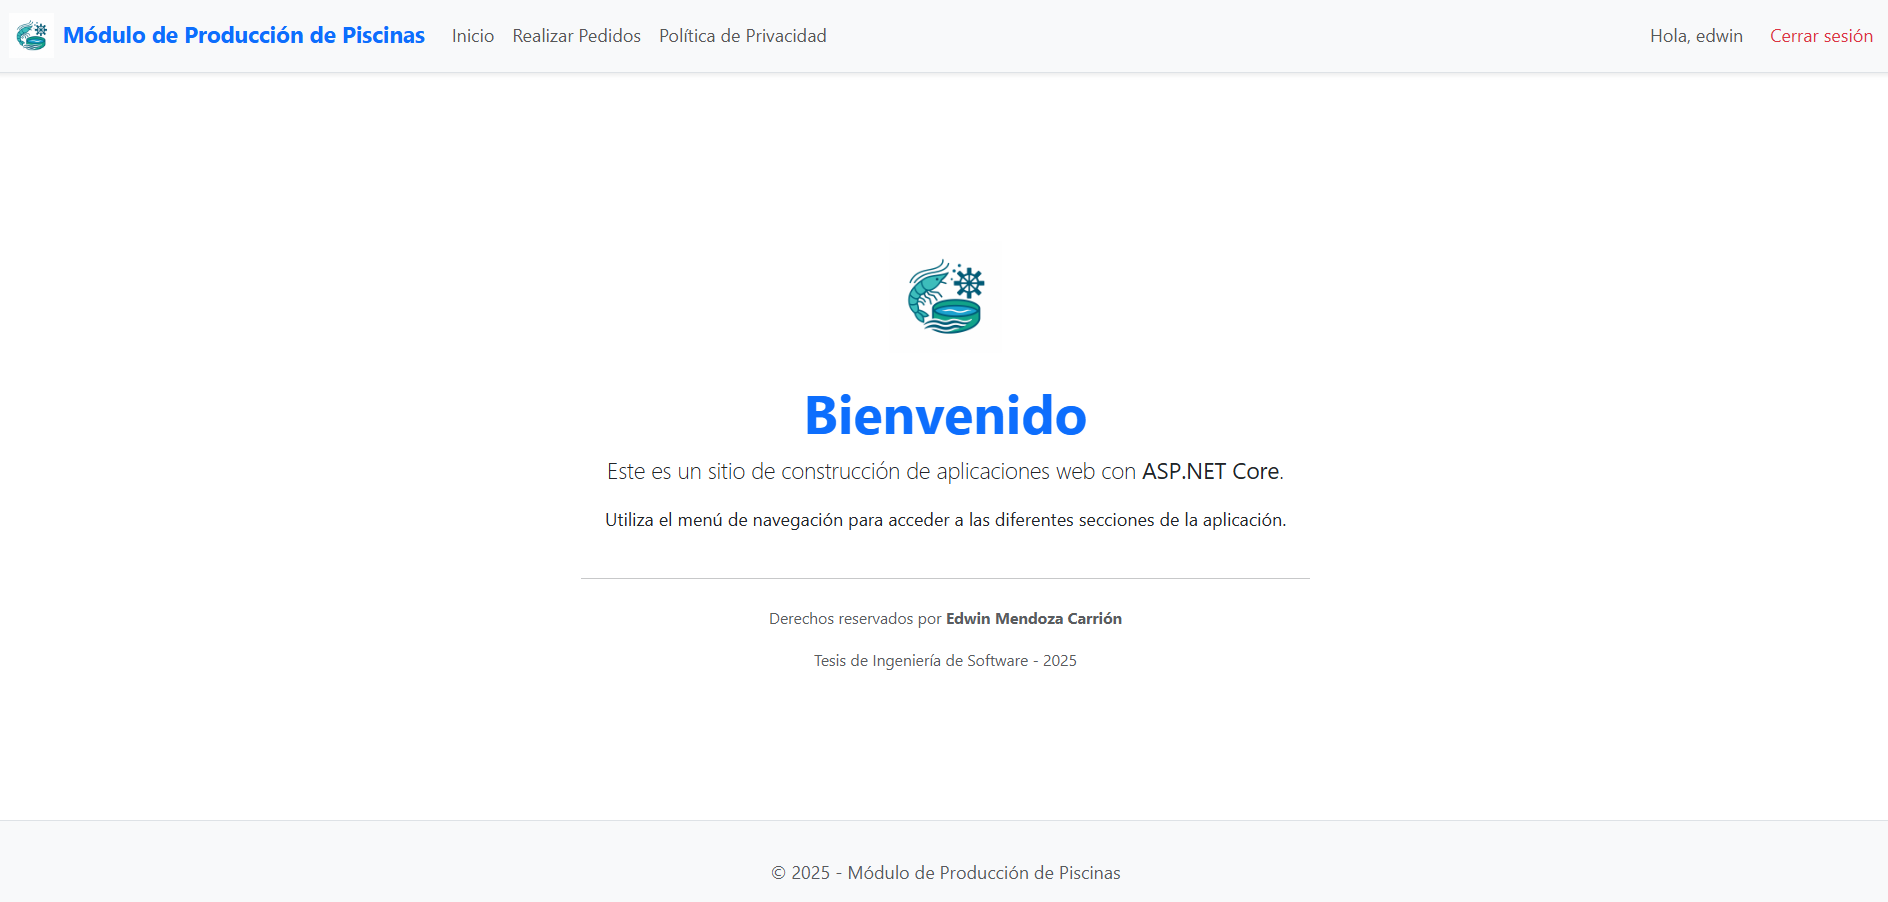 Módulo de Producción de Piscinas Inicio Realizar Pedidos Política de Privacidad Hola, edwin Cerrar sesión
Bienvenido
Este es un sitio de construcción de aplicaciones web con ASP.NET Core.
Utiliza el menú de navegación para acceder a las diferentes secciones de la aplicación.
Derechos reservados por Edwin Mendoza Carrión
Tesis de Ingeniería de Software - 2025
© 2025 - Módulo de Producción de Piscinas